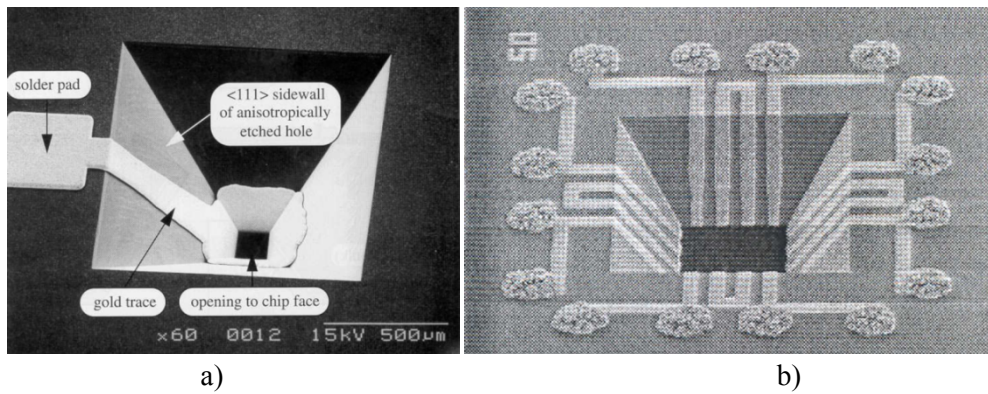 solder pad
<111> sidewall
of anisotropically
etched hole
gold trace
opening to chip face
x60 0012 15kV 500µm
a)
b)